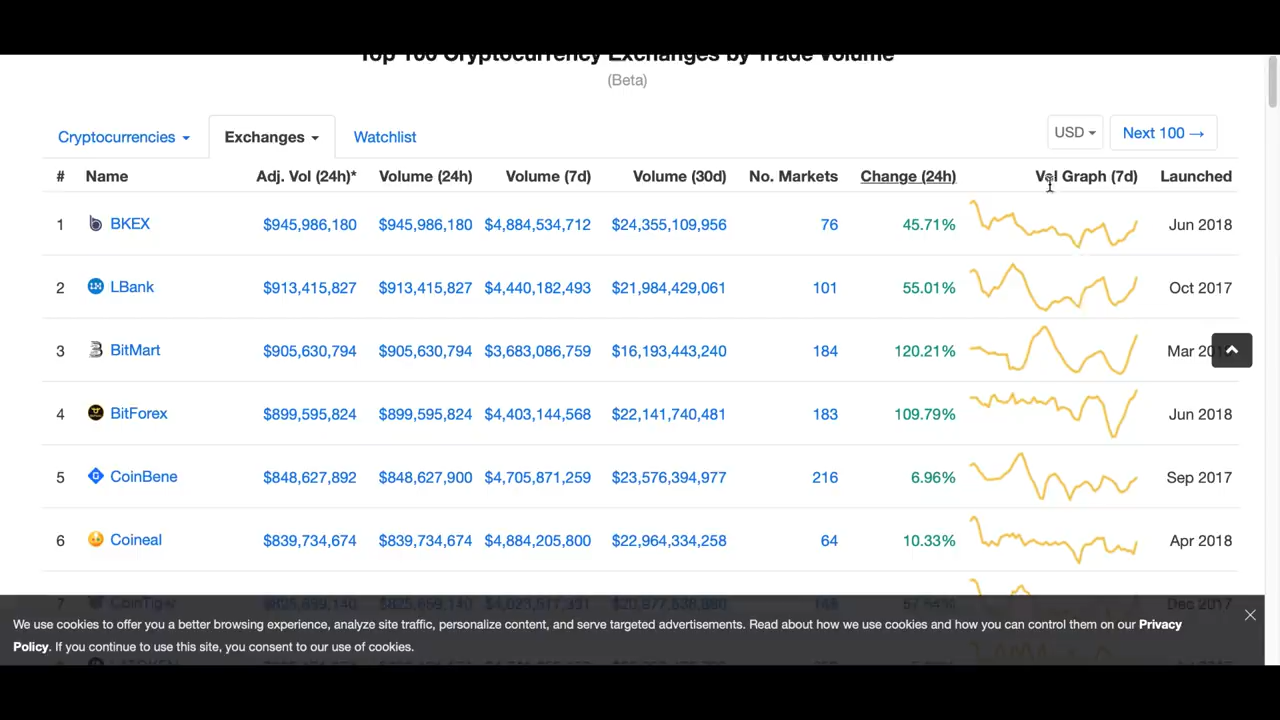 Top 100 Cryptocurrency Exchanges by Trade Volume
(Beta)
Cryptocurrencies Exchanges Watchlist USD Next 100 →
# Name Adj. Vol (24h)* Volume (24h) Volume (7d) Volume (30d) No. Markets Change (24h) Vol Graph (7d) Launched
1 BKEX $945,986,180 $945,986,180 $4,884,534,712 $24,355,109,956 76 45.71% Jun 2018
2 LBank $913,415,827 $913,415,827 $4,440,182,493 $21,984,429,061 101 55.01% Oct 2017
3 BitMart $905,630,794 $905,630,794 $3,683,086,759 $16,193,443,240 184 120.21% Mar
4 BitForex $899,595,824 $899,595,824 $4,403,144,568 $22,141,740,481 183 109.79% Jun 2018
5 CoinBene $848,627,892 $848,627,900 $4,705,871,259 $23,576,394,977 216 6.96% Sep 2017
6 Coineal $839,734,674 $839,734,674 $4,884,205,800 $22,964,334,258 64 10.33% Apr 2018
7 CoinTiger Dec 2017
We use cookies to offer you a better browsing experience, analyze site traffic, personalize content, and serve targeted advertisements. Read about how we use cookies and how you can control them on our Privacy
Policy. If you continue to use this site, you consent to our use of cookies.